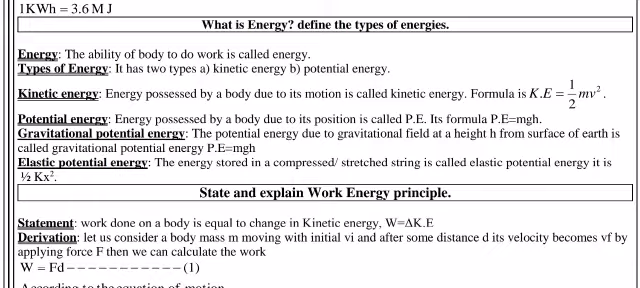 1KWh = 3.6 M J
What is Energy? define the types of energies.
Energy: The ability of body to do work is called energy.
Types of Energy: It has two types a) kinetic energy b) potential energy.
Kinetic energy: Energy possessed by a body due to its motion is called kinetic energy. Formula is K.E = 1/2 mv².
Potential energy: Energy possessed by a body due to its position is called P.E. Its formula P.E=mgh.
Gravitational potential energy: The potential energy due to gravitational field at a height h from surface of earth is
called gravitational potential energy P.E=mgh
Elastic potential energy: The energy stored in a compressed/ stretched string is called elastic potential energy it is
½ Kx².
State and explain Work Energy principle.
Statement: work done on a body is equal to change in Kinetic energy, W=ΔK.E
Derivation: let us consider a body mass m moving with initial vi and after some distance d its velocity becomes vf by
applying force F then we can calculate the work
W = Fd − − − − − − − − − − − (1)
According to the equation of motion